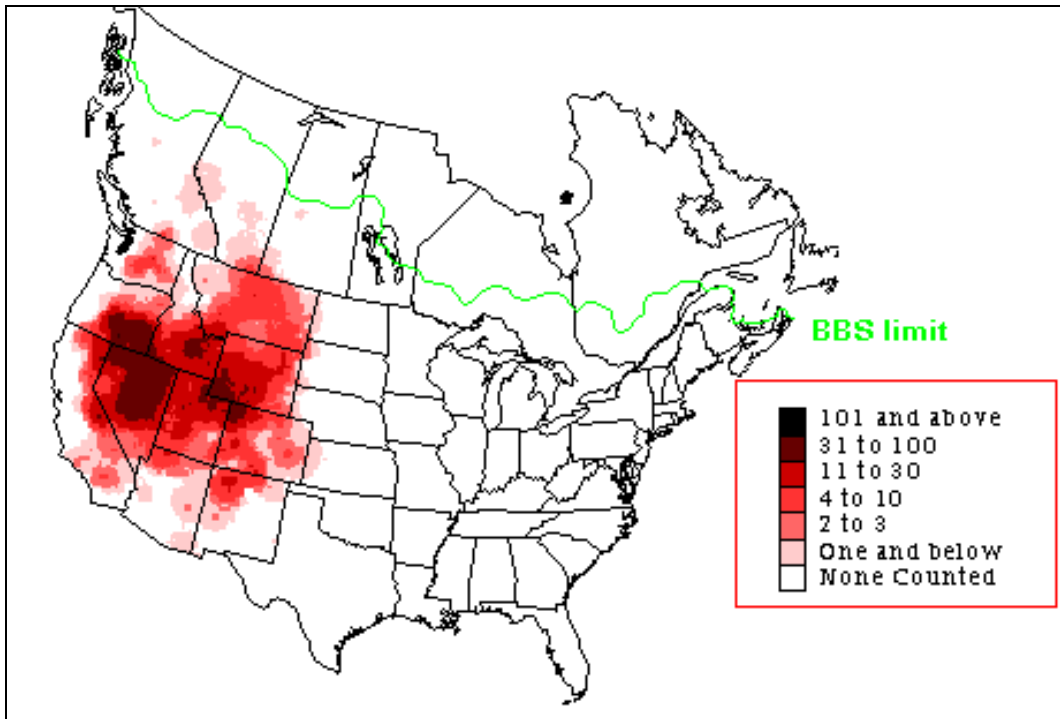 BBS limit
101 and above
31 to 100
11 to 30
4 to 10
2 to 3
One and below
None Counted